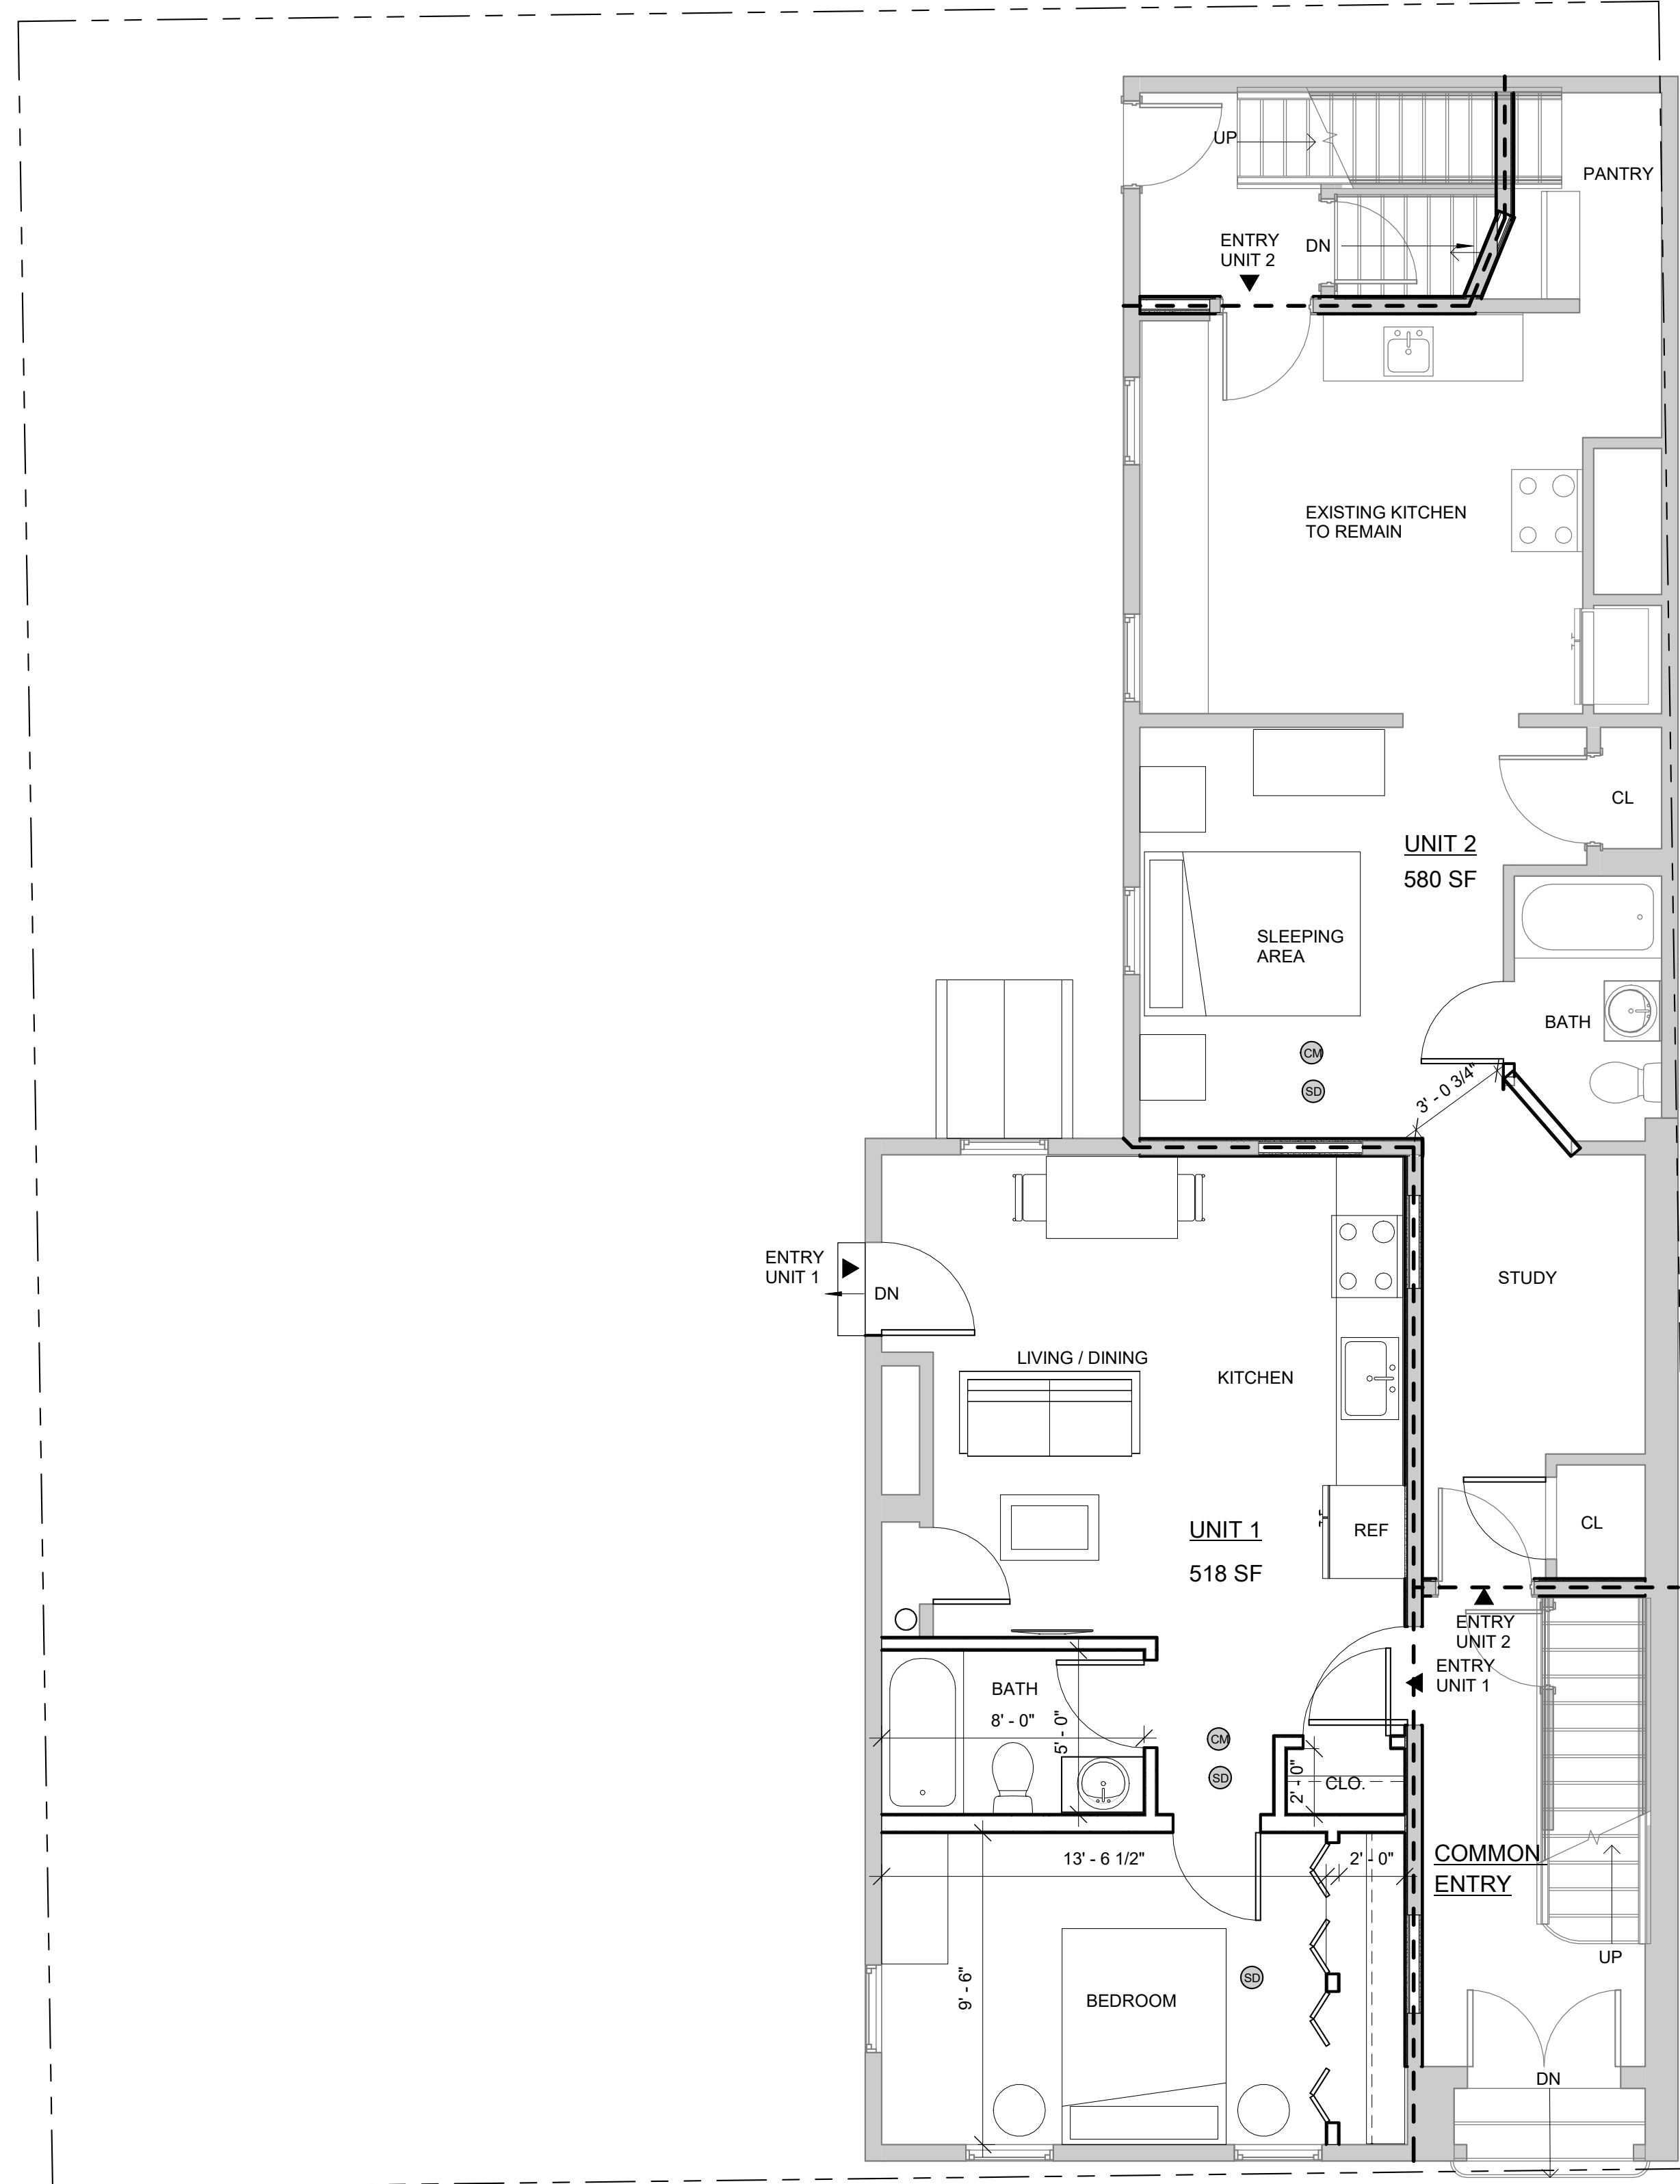 UP
PANTRY
ENTRY
UNIT 2
DN
EXISTING KITCHEN
TO REMAIN
CL
UNIT 2
580 SF
SLEEPING
AREA
BATH
CM
SD
3' - 0 3/4"
ENTRY
UNIT 1
DN
STUDY
LIVING / DINING
KITCHEN
UNIT 1
518 SF
REF
CL
ENTRY
UNIT 2
ENTRY
UNIT 1
BATH
8' - 0"
5' - 0"
CM
SD
2' - 0"
CLO.
13' - 6 1/2"
2' - 0"
COMMON
ENTRY
UP
9' - 6"
SD
BEDROOM
DN